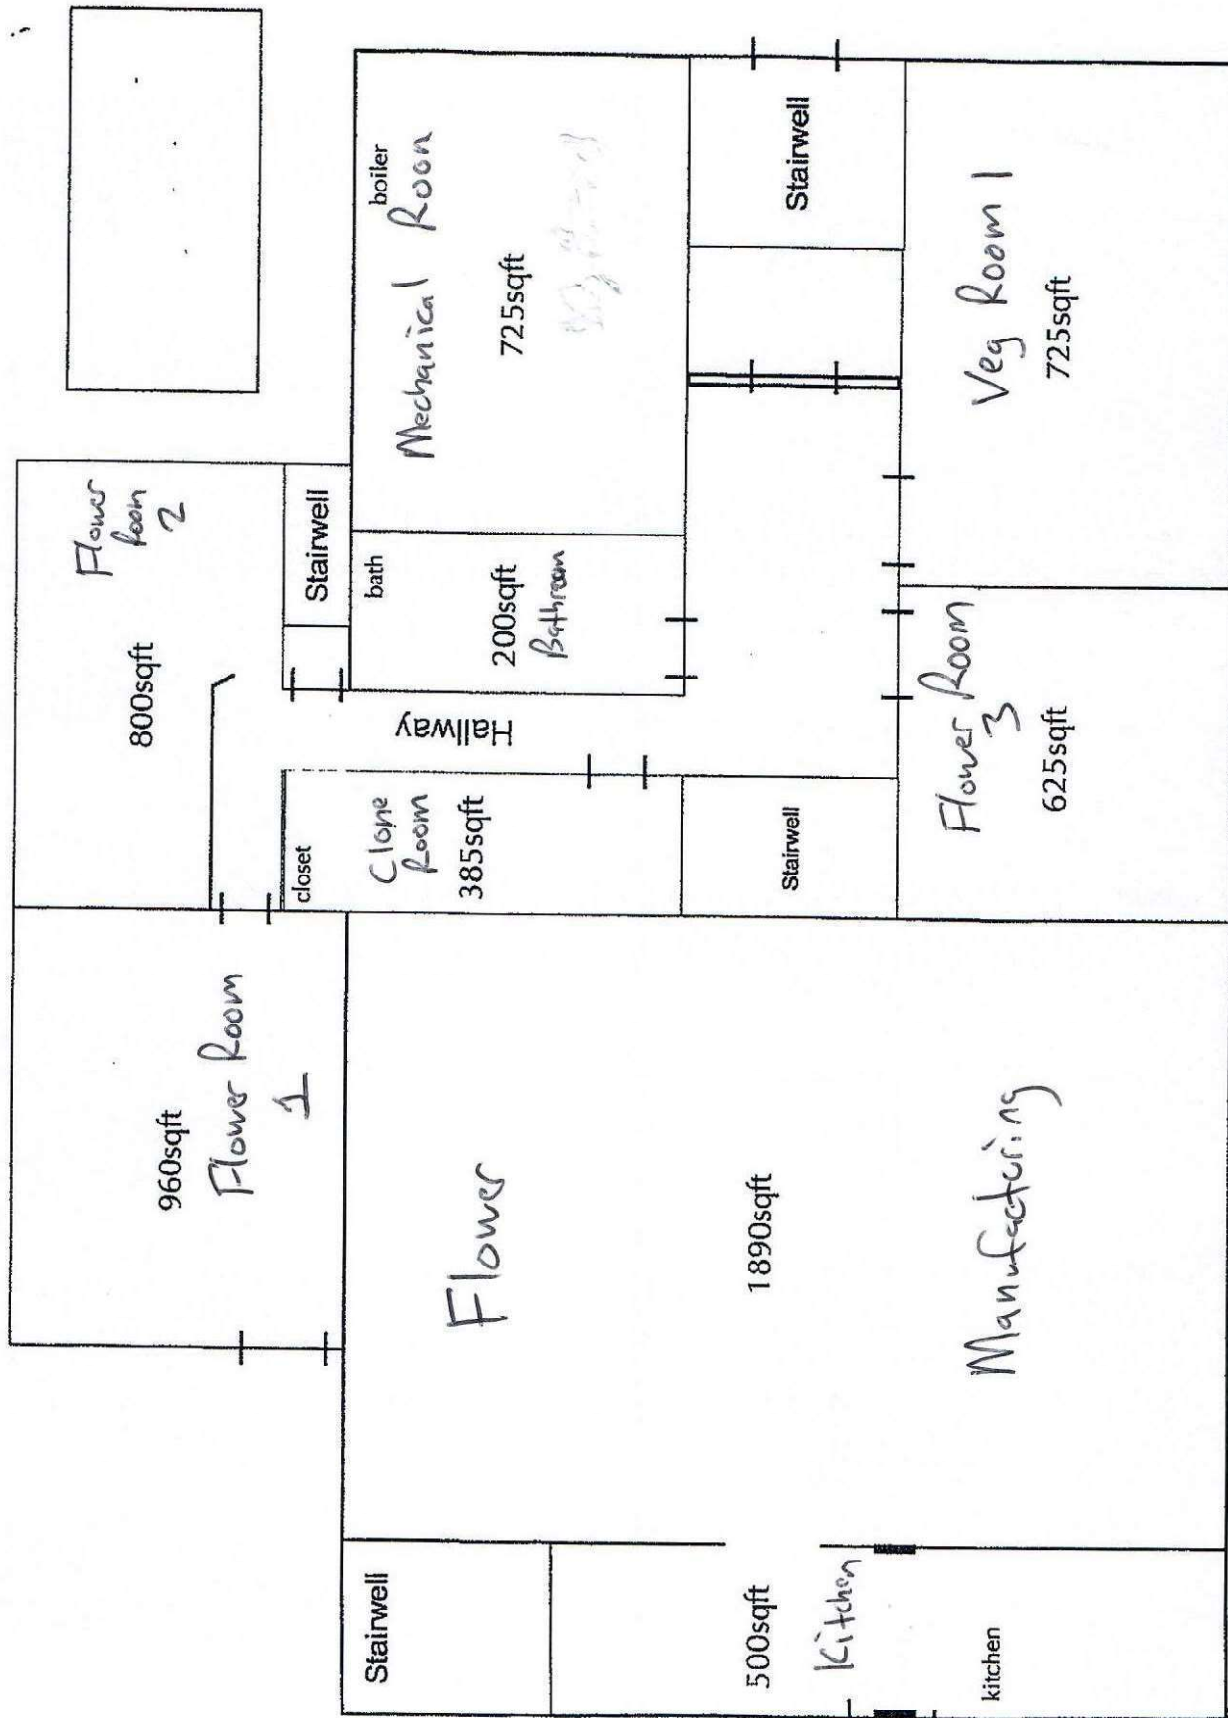 Flower
Room
2
800sqft
Stairwell
boiler
Mechanical Roon
725sqft
bath
200sqft
Bathroom
Stairwell
Hallway
closet
Clone
Room
385sqft
Stairwell
Veg Room 1
725sqft
Flower Room
3
625sqft
960sqft
Flower Room
1
Flower
1890sqft
Manufacturing
Stairwell
500sqft
Kitchen
kitchen